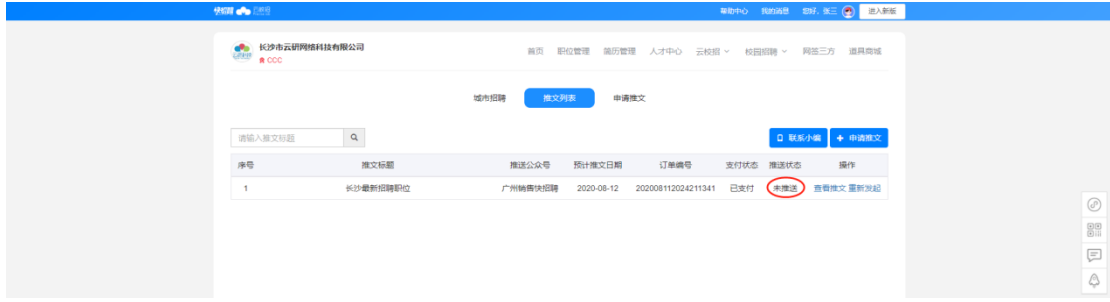 快招网 云研招 帮助中心 我的消息 您好, 张三 进入新版
长沙市云研网络科技有限公司
CCC
首页 职位管理 简历管理 人才中心 云校招 校园招聘 网签三方 道具商城
城市招聘 推文列表 申请推文
请输入推文标题 联系小编 + 申请推文
序号 推文标题 推送公众号 预计推文日期 订单编号 支付状态 推送状态 操作
1 长沙最新招聘职位 广州销售快招聘 2020-08-12 202008112024211341 已支付 未推送 查看推文 重新发起